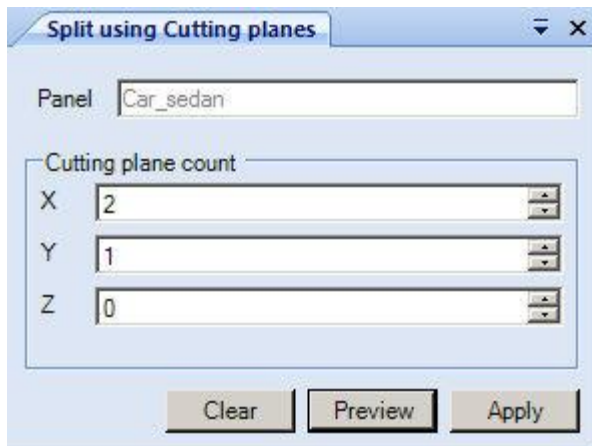 Split using Cutting planes
Panel Car_sedan
Cutting plane count
X 2
Y 1
Z 0
Clear Preview Apply